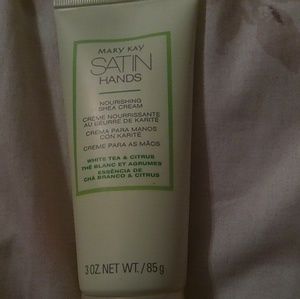 MARY KAY
SATIN
HANDS
NOURISHING
SHEA CREAM
CRÈME NOURRISSANTE
AU BEURRE DE KARITÉ
CREMA PARA MANOS
CON KARITÉ
CREME PARA AS MÃOS
WHITE TEA & CITRUS
THÉ BLANC ET AGRUMES
ESSÊNCIA DE
CHÁ BRANCO & CITRUS
3 OZ. NET WT. / 85 g